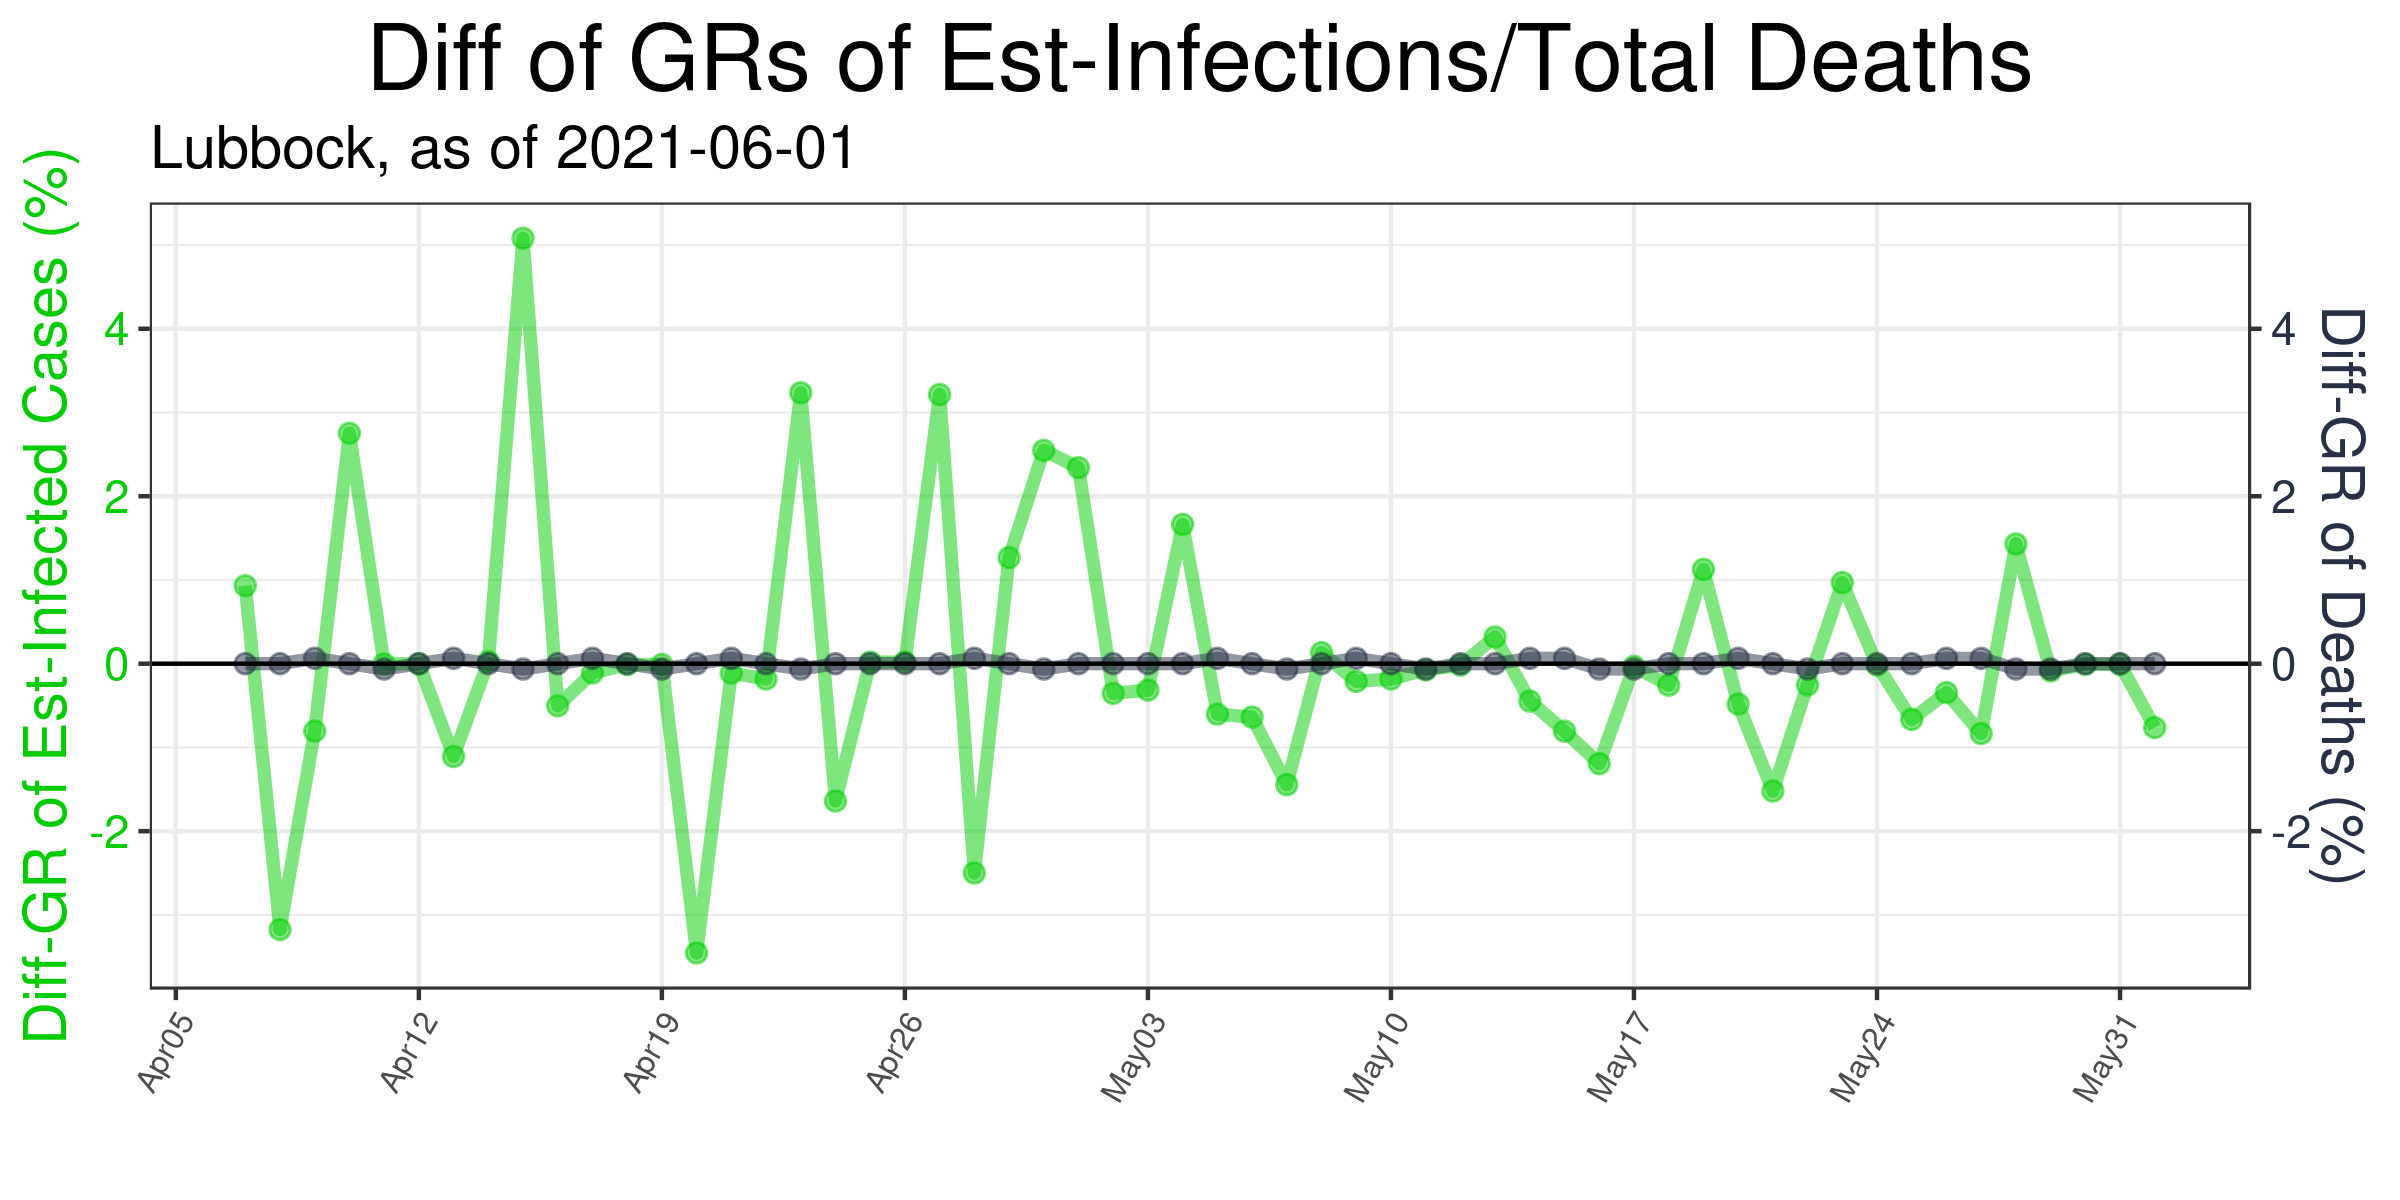 Diff of GRs of Est-Infections/Total Deaths
Lubbock, as of 2021-06-01
Diff-GR of Est-Infected Cases (%)
4
2
0
-2
4
2
0
-2
Diff-GR of Deaths (%)
Apr05
Apr12
Apr19
Apr26
May03
May10
May17
May24
May31